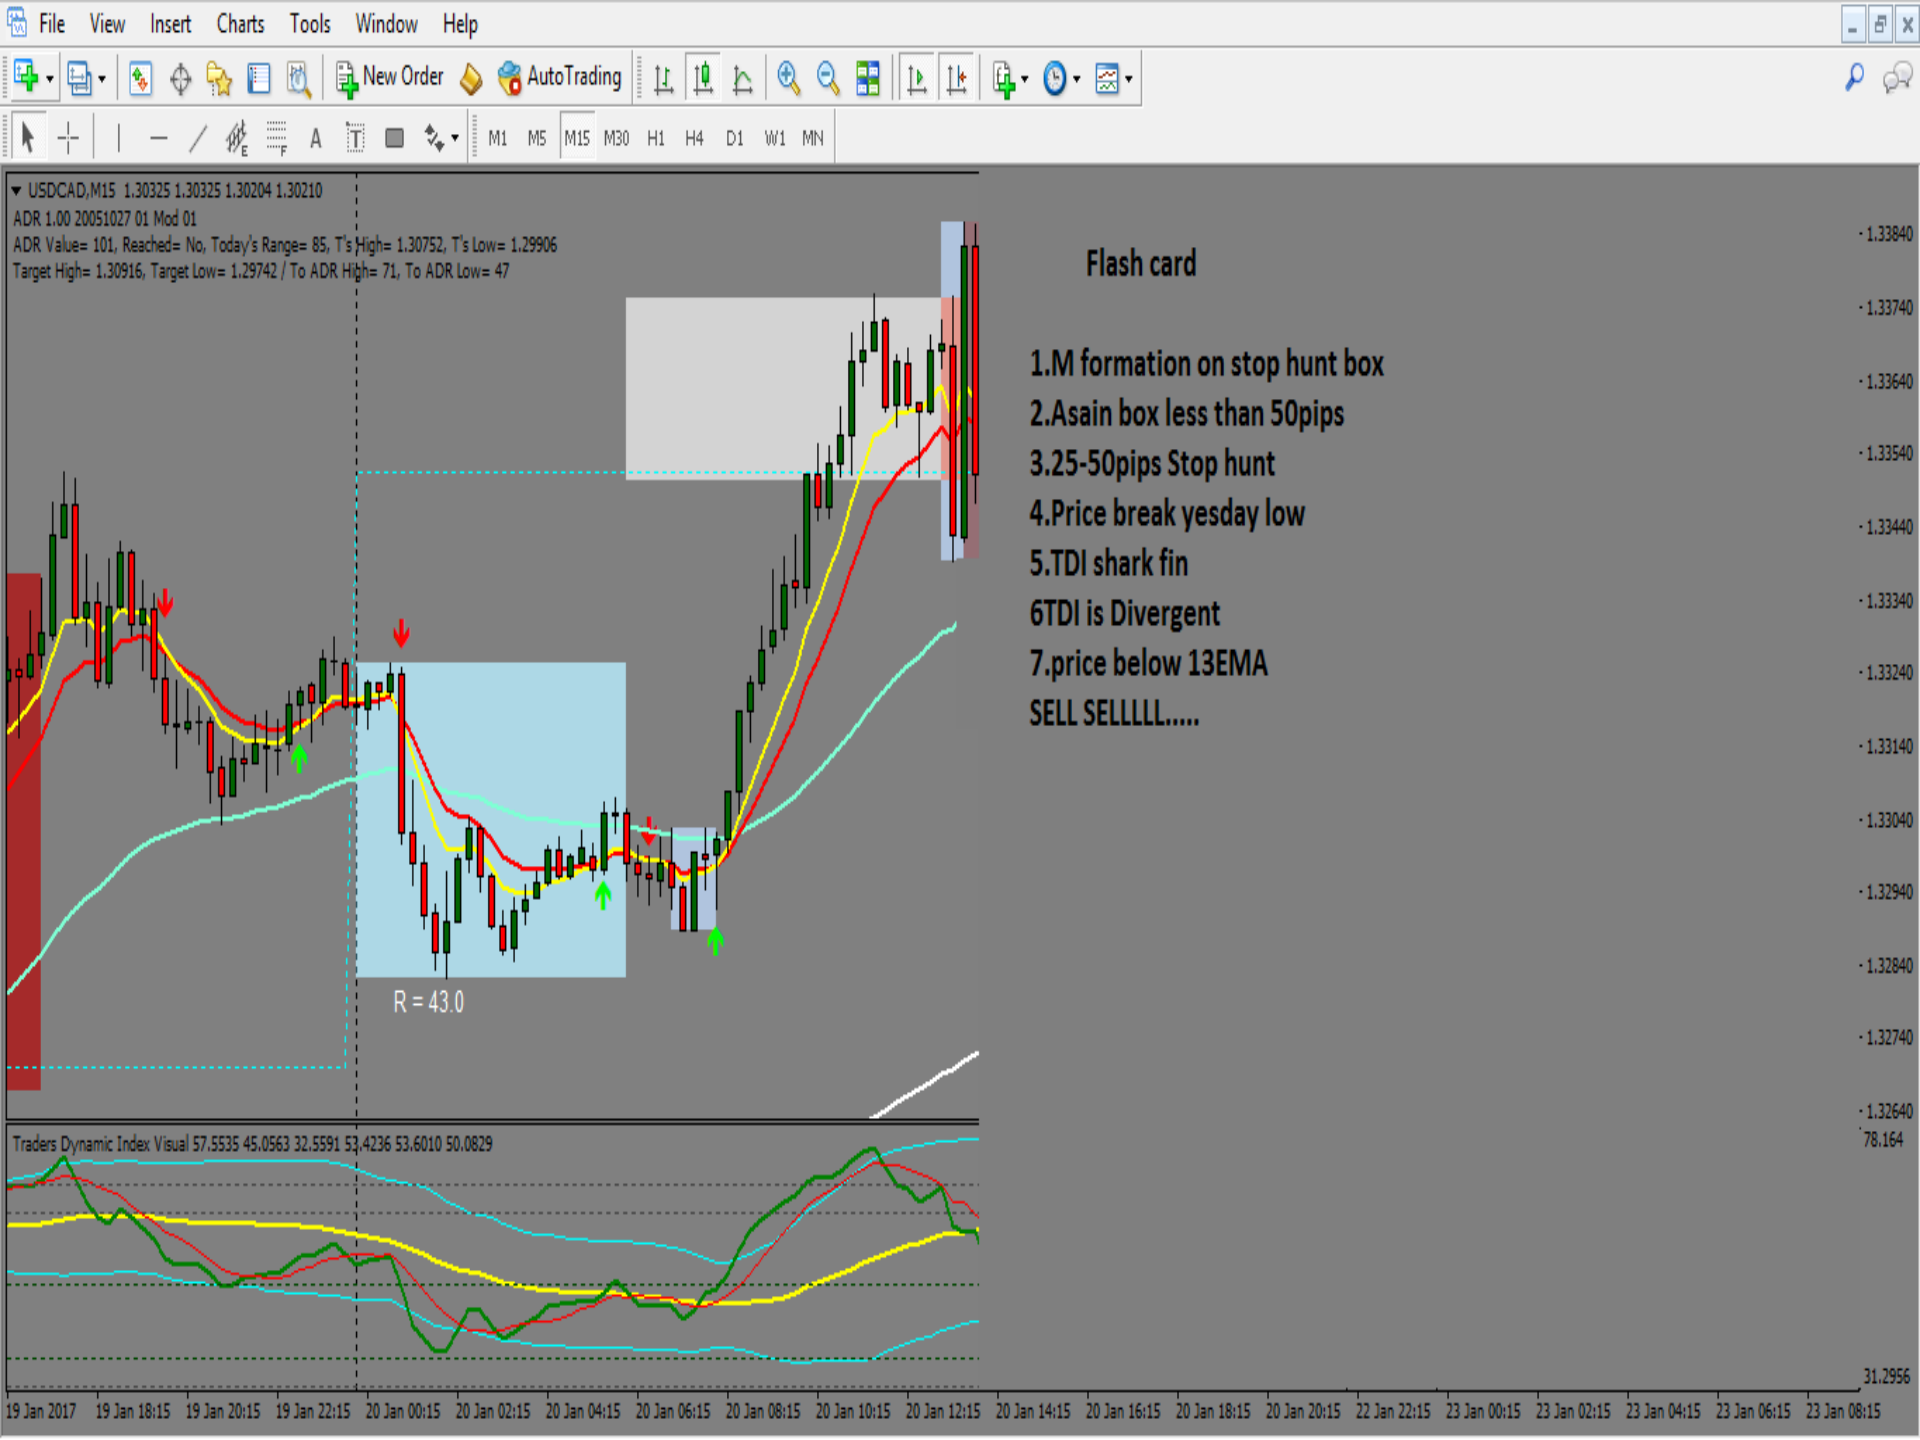 File View Insert Charts Tools Window Help
New Order AutoTrading
A T E F
M1 M5 M15 M30 H1 H4 D1 W1 MN
USDCAD,M15 1.30325 1.30325 1.30204 1.30210
ADR 1.00 20051027 01 Mod 01
ADR Value= 101, Reached= No, Today's Range= 85, T's High= 1.30752, T's Low= 1.29906
Target High= 1.30916, Target Low= 1.29742 / To ADR High= 71, To ADR Low= 47
Flash card
1.M formation on stop hunt box
2.Asain box less than 50pips
3.25-50pips Stop hunt
4.Price break yesday low
5.TDI shark fin
6TDI is Divergent
7.price below 13EMA
SELL SELLLLL.....
R = 43.0
1.33840
1.33740
1.33640
1.33540
1.33440
1.33340
1.33240
1.33140
1.33040
1.32940
1.32840
1.32740
1.32640
78.164
Traders Dynamic Index Visual 57.5535 45.0563 32.5591 53.4236 53.6010 50.0829
31.2956
19 Jan 2017 19 Jan 18:15 19 Jan 20:15 19 Jan 22:15 20 Jan 00:15 20 Jan 02:15 20 Jan 04:15 20 Jan 06:15 20 Jan 08:15 20 Jan 10:15 20 Jan 12:15 20 Jan 14:15 20 Jan 16:15 20 Jan 18:15 20 Jan 20:15 22 Jan 22:15 23 Jan 00:15 23 Jan 02:15 23 Jan 04:15 23 Jan 06:15 23 Jan 08:15